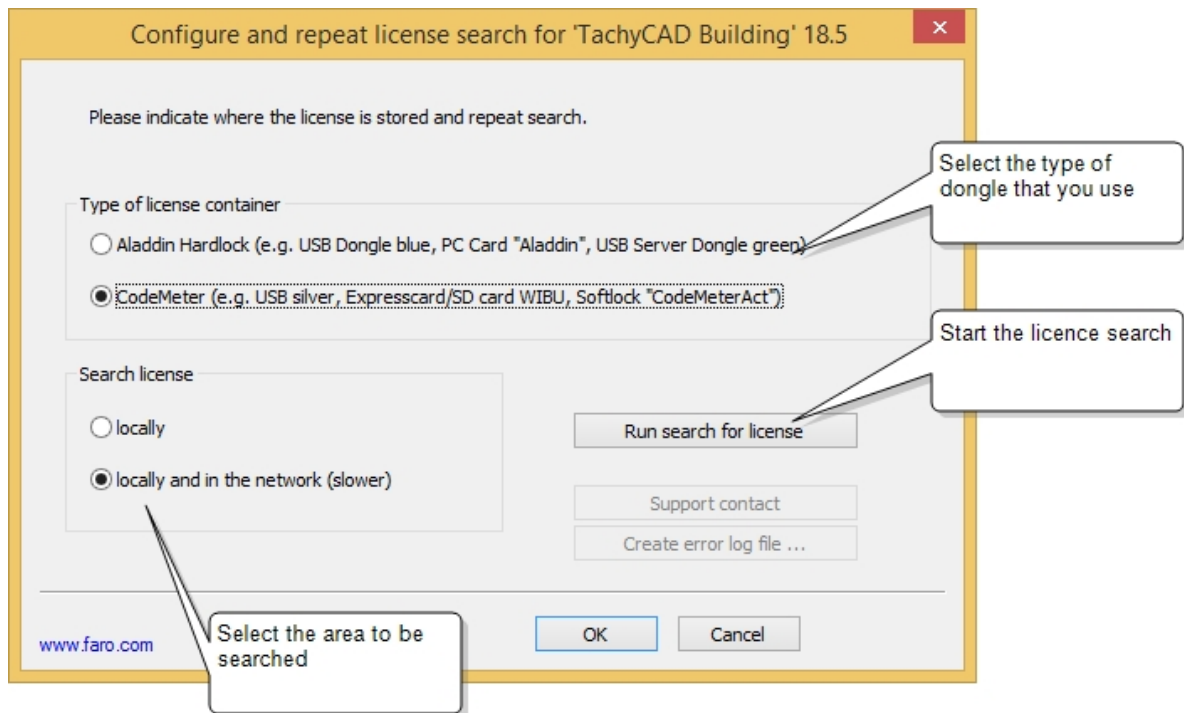 Configure and repeat license search for 'TachyCAD Building' 18.5
Please indicate where the license is stored and repeat search.
Select the type of
dongle that you use
Type of license container
Aladdin Hardlock (e.g. USB Dongle blue, PC Card "Aladdin", USB Server Dongle green)
CodeMeter (e.g. USB silver, Expresscard/SD card WIBU, Softlock "CodeMeterAct")
Start the licence search
Search license
locally
Run search for license
locally and in the network (slower)
Support contact
Create error log file ...
Select the area to be
searched
OK
Cancel
www.faro.com